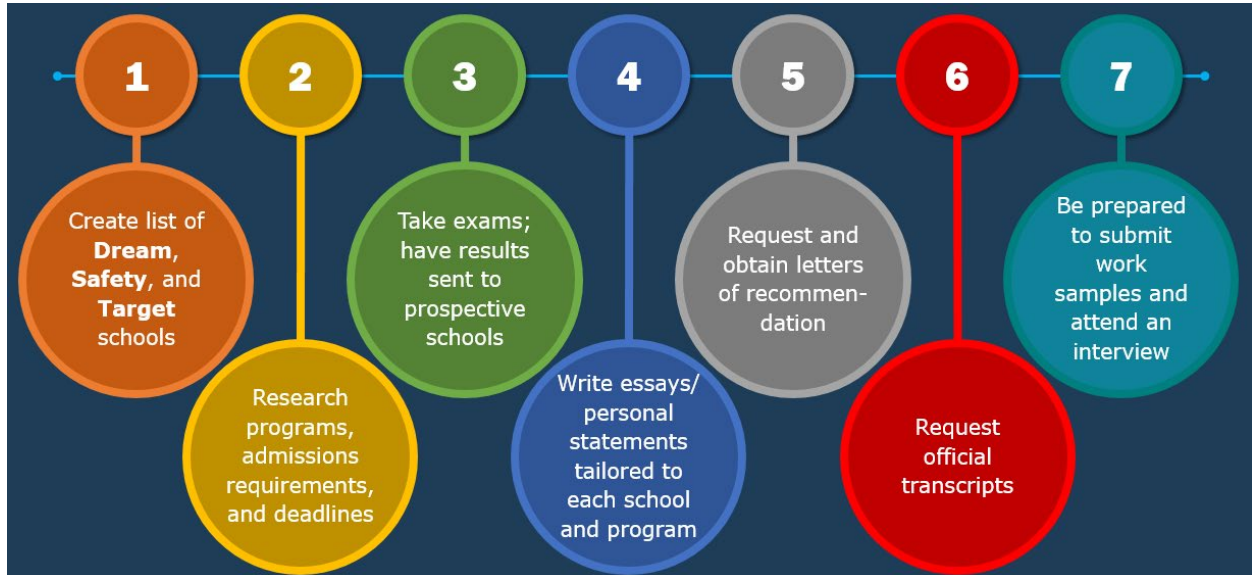 1
2
3
4
5
6
7
Create list of
Dream,
Safety, and
Target
schools
Research
programs,
admissions
requirements,
and deadlines
Take exams;
have results
sent to
prospective
schools
Write essays/
personal
statements
tailored to
each school
and program
Request and
obtain letters
of recommen-
dation
Request
official
transcripts
Be prepared
to submit
work
samples and
attend an
interview